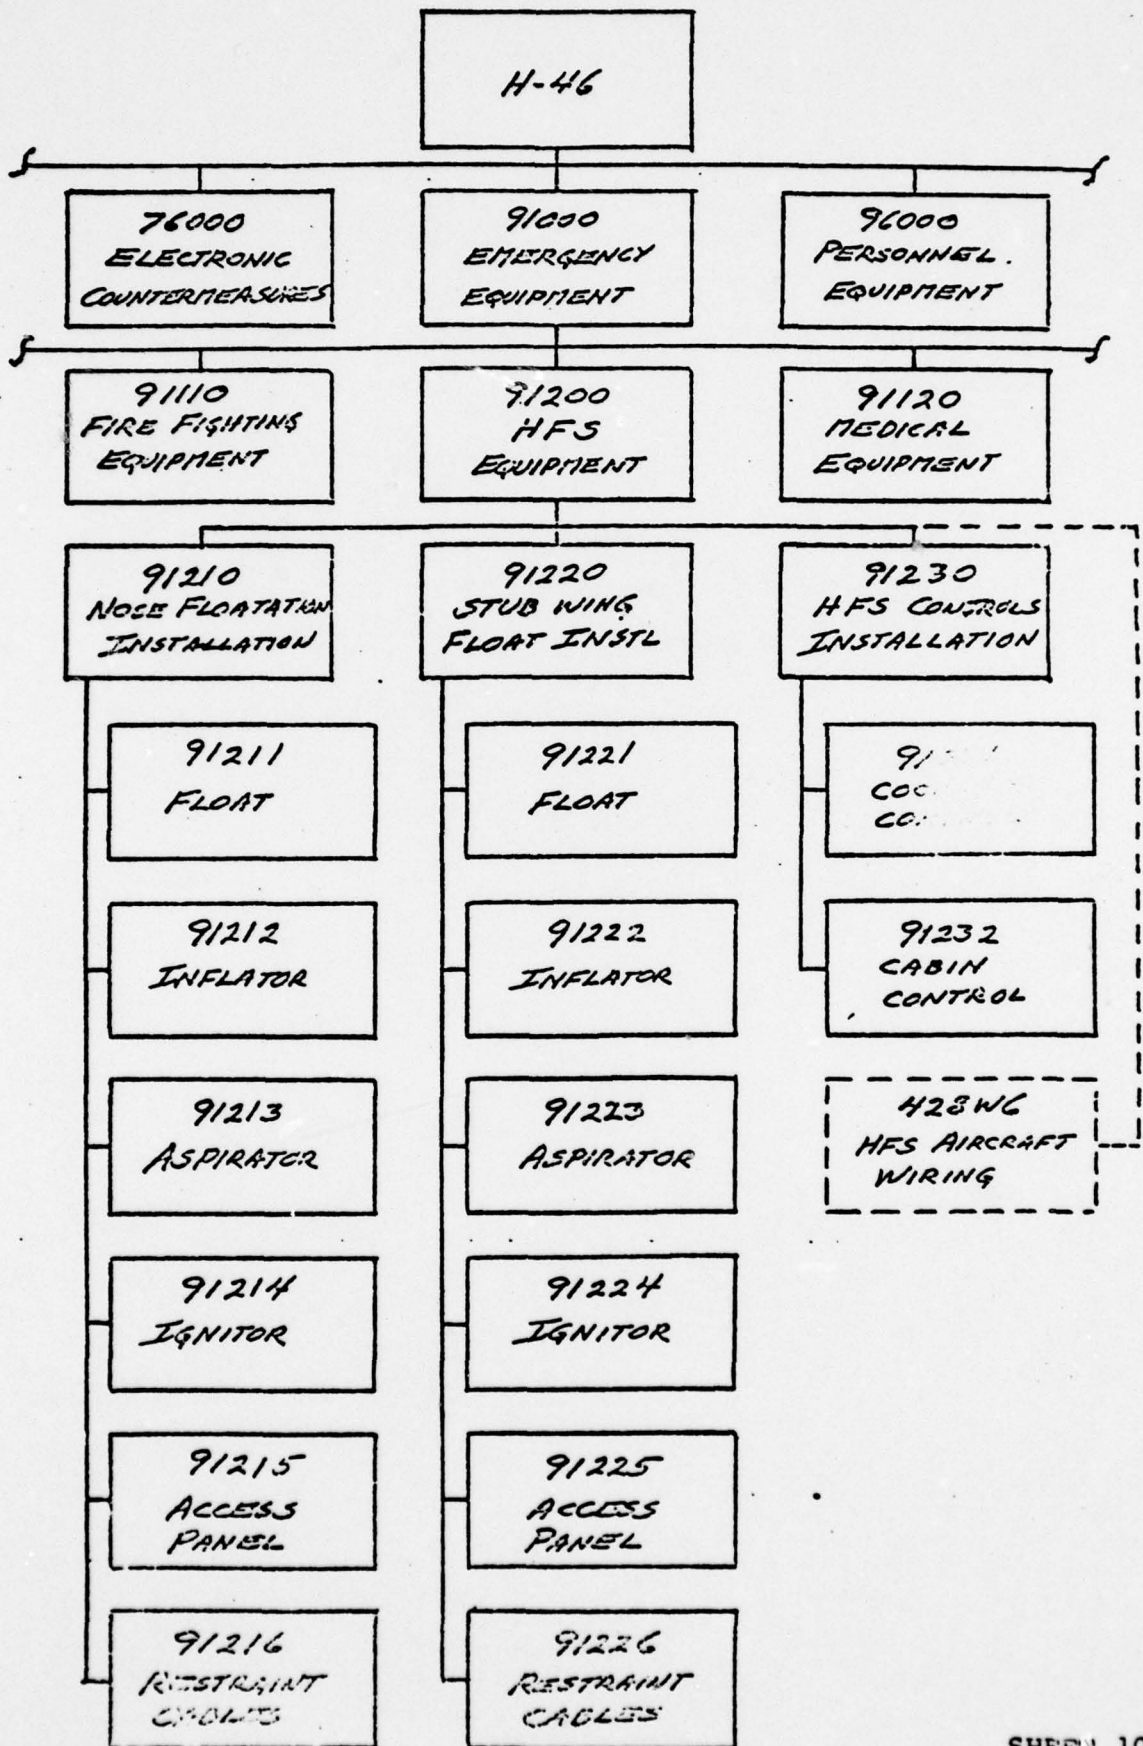 H-46
76000
ELECTRONIC
COUNTERMEASURES
91000
EMERGENCY
EQUIPMENT
96000
PERSONNEL.
EQUIPMENT
91110
FIRE FIGHTING
EQUIPMENT
91200
HFS
EQUIPMENT
91120
MEDICAL
EQUIPMENT
91210
NOSE FLOATATION
INSTALLATION
91220
STUB WING
FLOAT INSTL
91230
HFS CONTROLS
INSTALLATION
91211
FLOAT
91221
FLOAT
91212
INFLATOR
91222
INFLATOR
91232
CABIN
CONTROL
91213
ASPIRATOR
91223
ASPIRATOR
428W6
HFS AIRCRAFT
WIRING
91214
IGNITOR
91224
IGNITOR
91215
ACCESS
PANEL
91225
ACCESS
PANEL
91216
RESTRAINT
CABLES
91226
RESTRAINT
CABLES